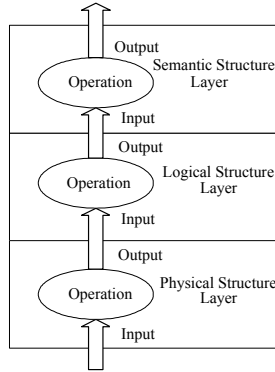 Output
Semantic Structure
Layer
Operation
Input
Output
Logical Structure
Layer
Operation
Input
Output
Physical Structure
Layer
Operation
Input